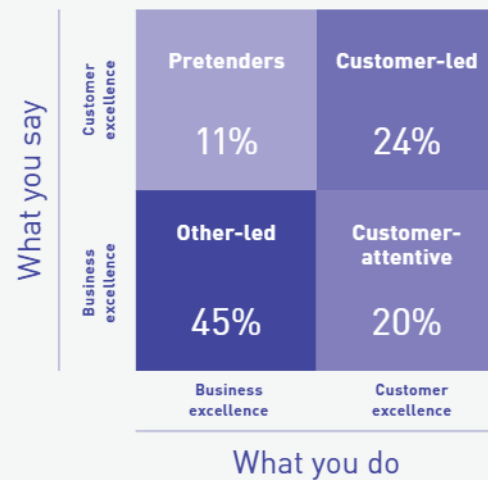 What you say
Customer
excellence
Business
excellence
Pretenders
11%
Customer-led
24%
Other-led
45%
Customer-
attentive
20%
Business
excellence
Customer
excellence
What you do